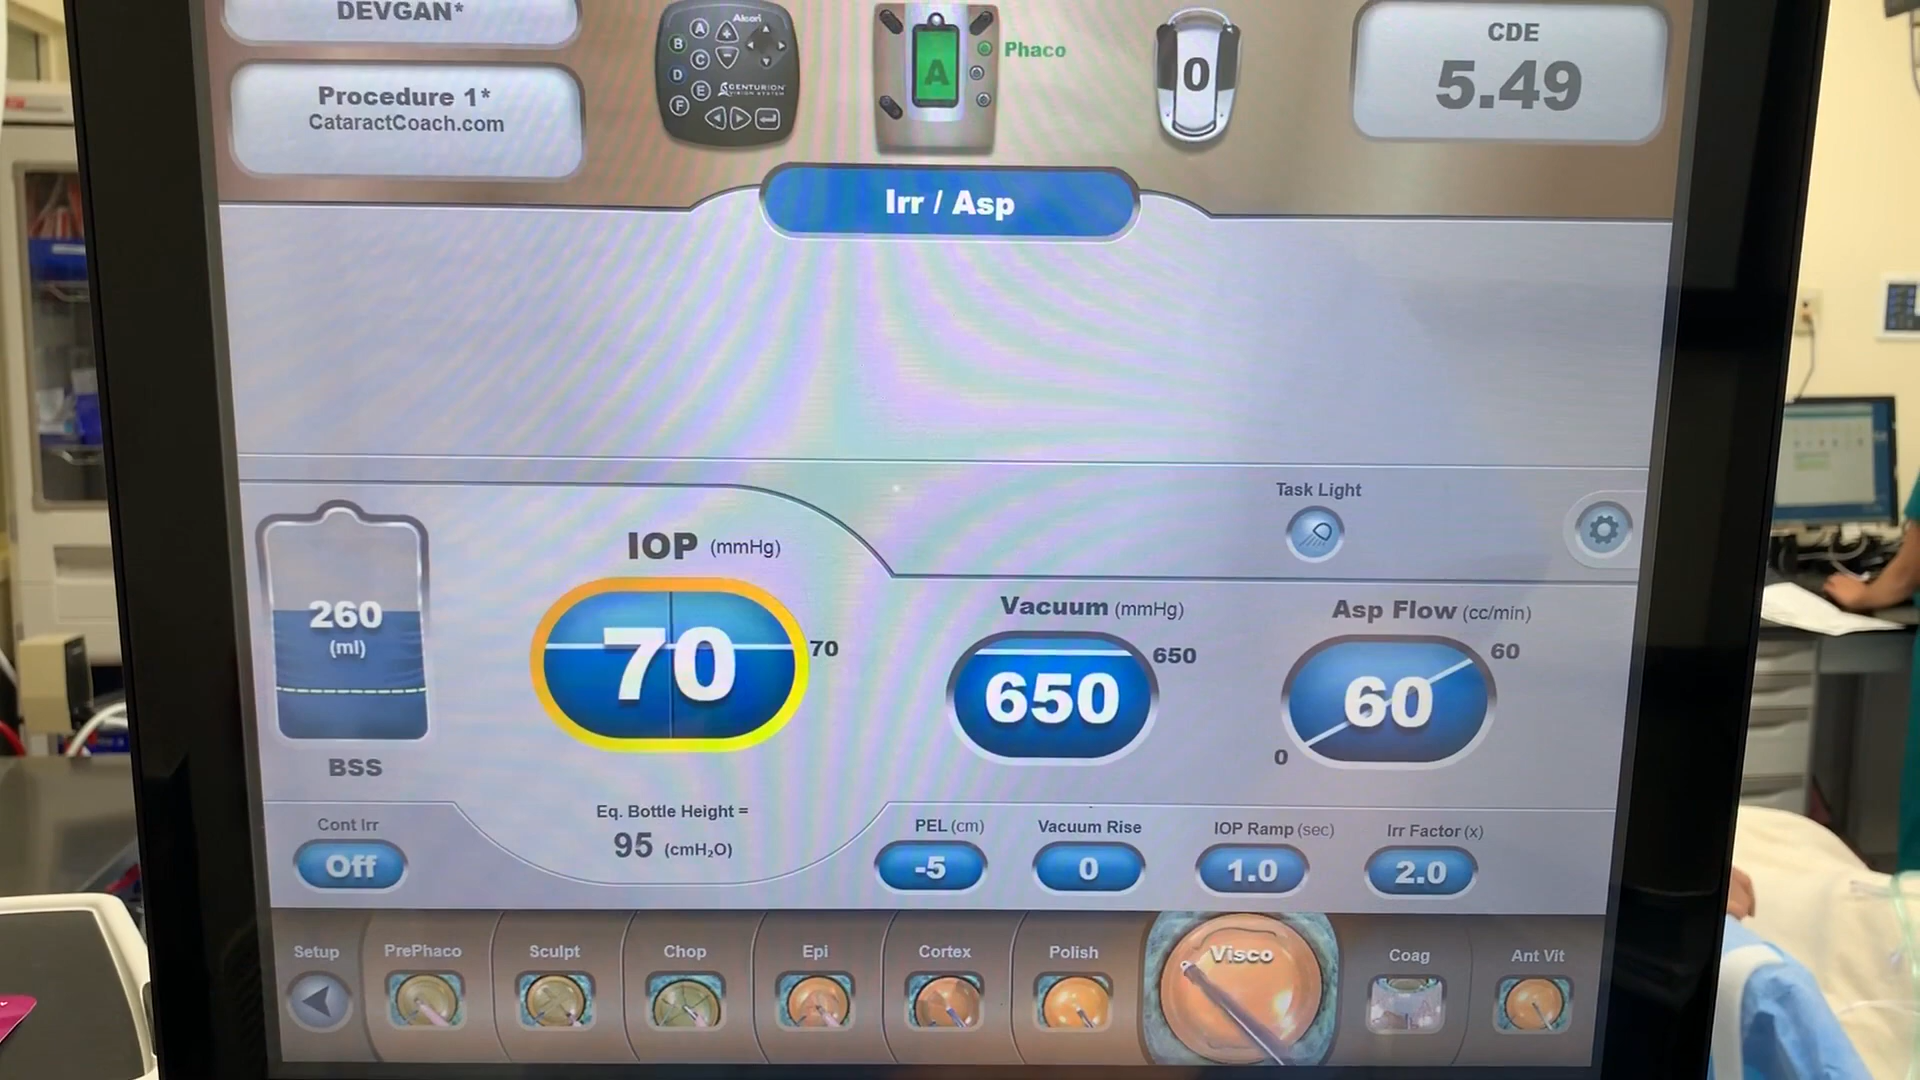 DEVGAN*
Procedure 1*
CataractCoach.com
Alcon
A
B
C
D
E
F
CENTURION
VISION SYSTEM
A
Phaco
0
CDE
5.49
Irr / Asp
Task Light
260
(ml)
BSS
IOP (mmHg)
70
70
Vacuum (mmHg)
650
650
Asp Flow (cc/min)
60
60
0
Eq. Bottle Height =
95 (cmH₂O)
Cont Irr
Off
PEL (cm)
-5
Vacuum Rise
0
IOP Ramp (sec)
1.0
Irr Factor (x)
2.0
Setup
PrePhaco
Sculpt
Chop
Epi
Cortex
Polish
Visco
Coag
Ant Vit